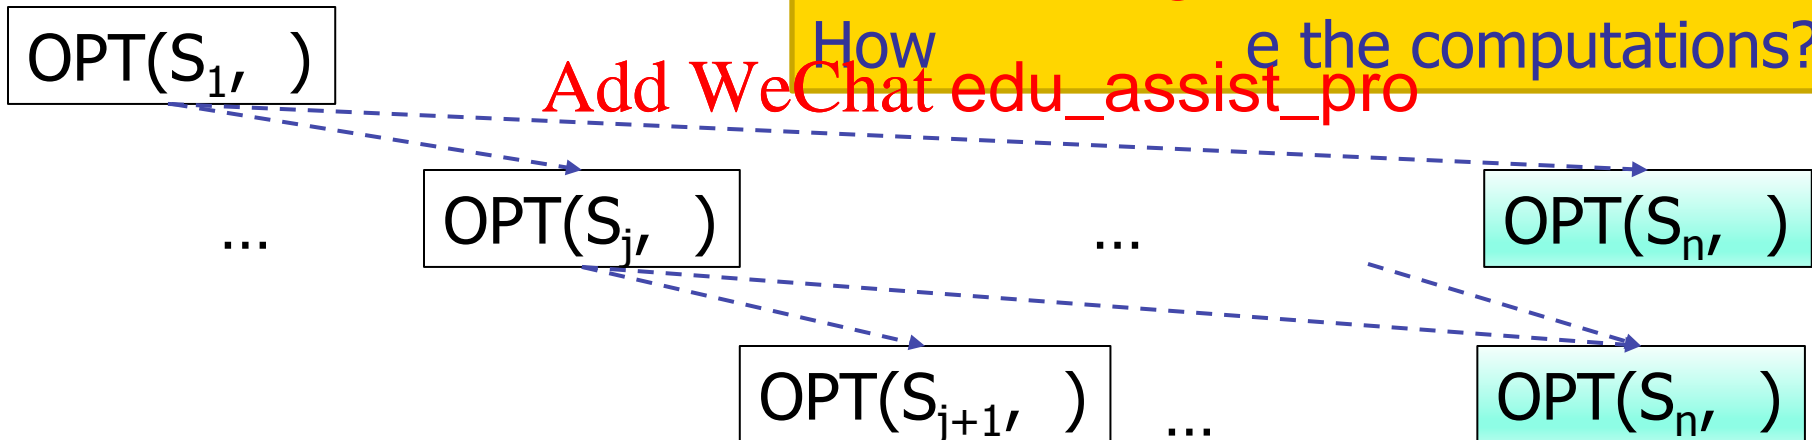 How e the computations?
OPT(S1, )
Add WeChat edu_assist_pro
... OPT(Sj, ) ... OPT(Sn, )
OPT(Sj+1, ) ... OPT(Sn, )